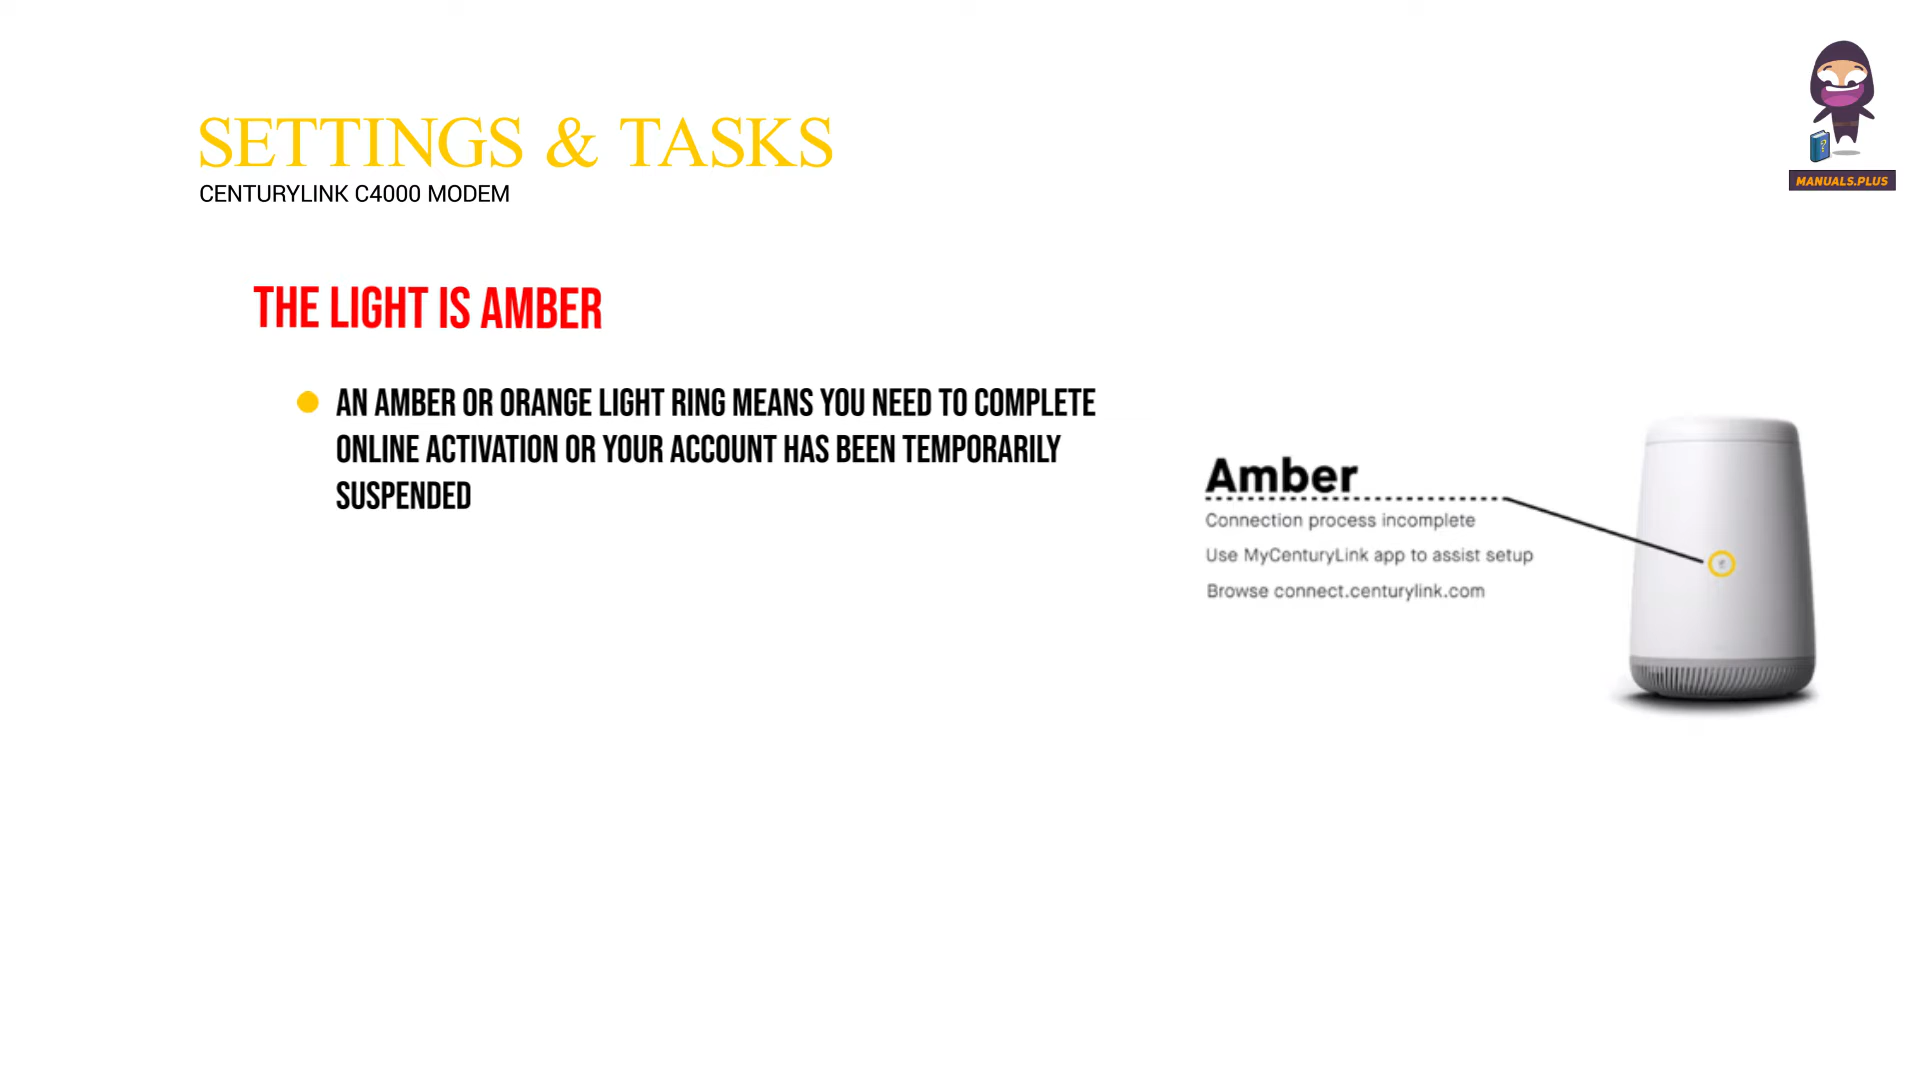 SETTINGS & TASKS
CENTURYLINK C4000 MODEM
MANUALS.PLUS
THE LIGHT IS AMBER
AN AMBER OR ORANGE LIGHT RING MEANS YOU NEED TO COMPLETE
ONLINE ACTIVATION OR YOUR ACCOUNT HAS BEEN TEMPORARILY
SUSPENDED
Amber
Connection process incomplete
Use MyCenturyLink app to assist setup
Browse connect.centurylink.com